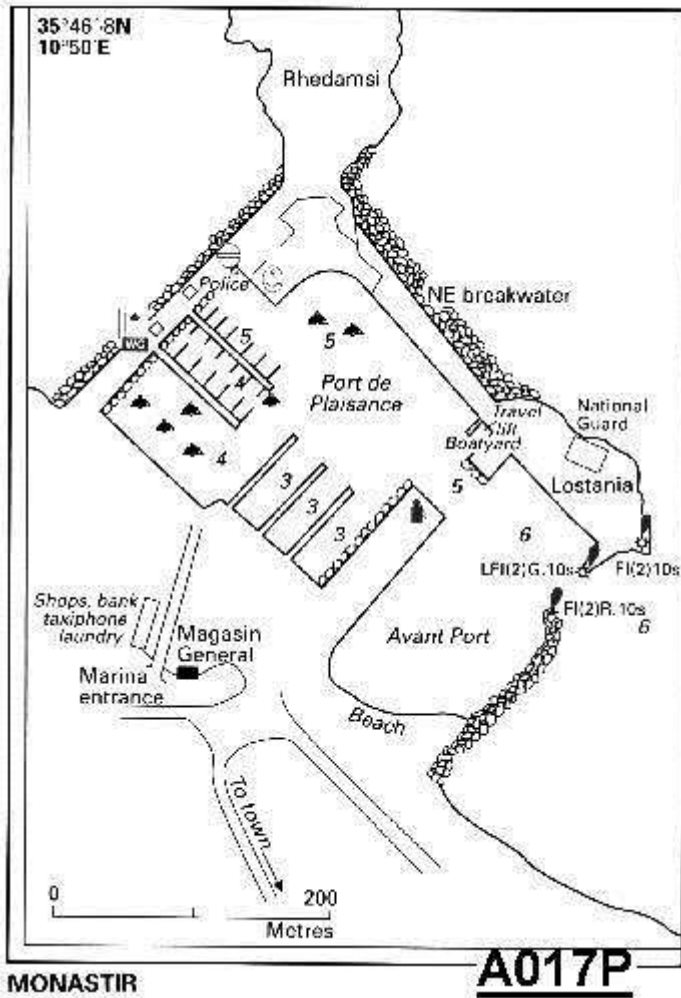 35°46'·8N
10°50'E
Rhedamsi
Police
NE breakwater
WC
5
4
5
Port de
Plaisance
Travel
lift
Boatyard
National
Guard
Lostania
4
3
3
3
5
6
LFl(2)G.10s
Fl(2)10s
Fl(2)R.10s
6
Shops, bank
taxiphone
laundry
Magasin
General
Marina
entrance
Avant Port
Beach
To town
0
200
Metres
MONASTIR
A017P